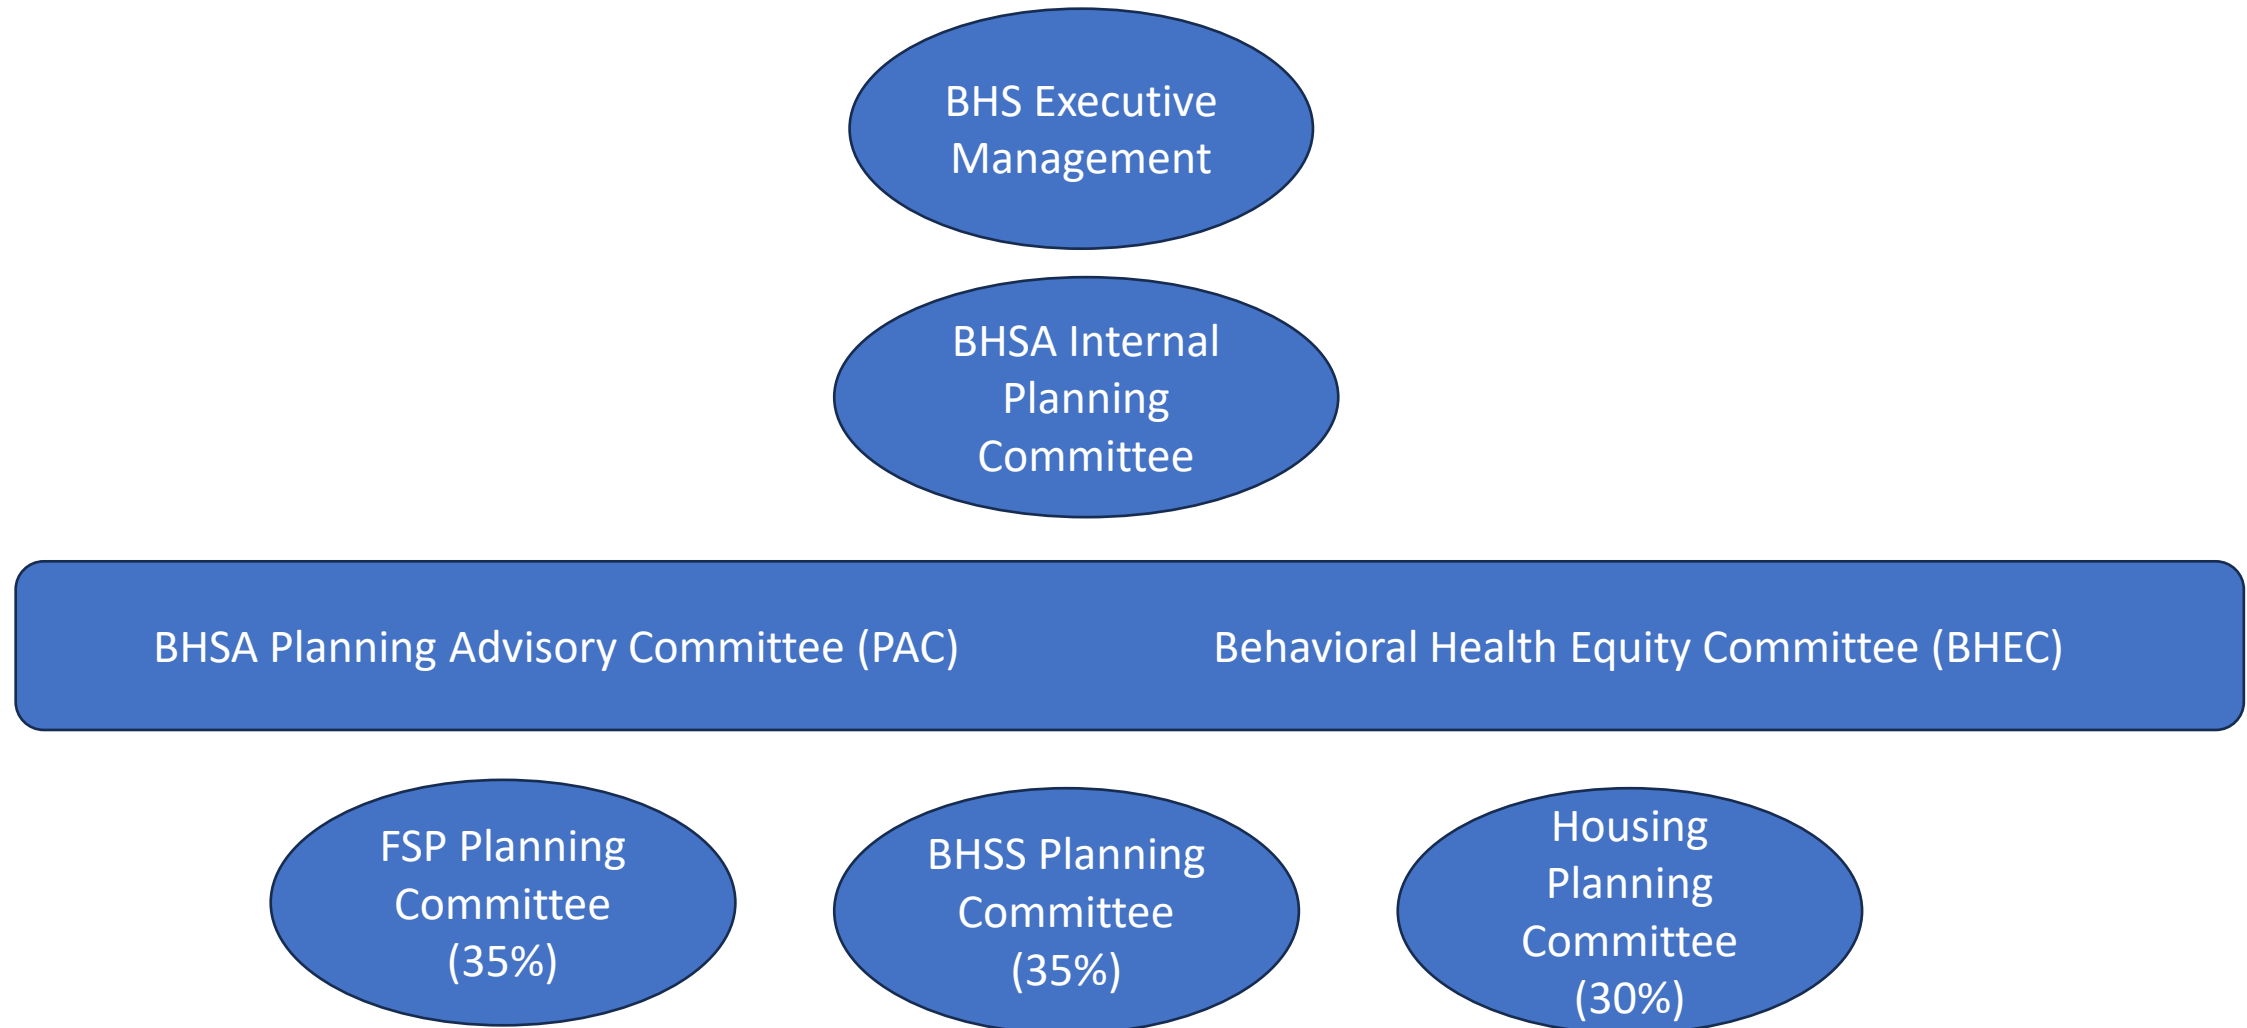 BHS Executive
Management
BHSA Internal
Planning
Committee
BHSA Planning Advisory Committee (PAC)
Behavioral Health Equity Committee (BHEC)
FSP Planning
Committee
(35%)
BHSS Planning
Committee
(35%)
Housing
Planning
Committee
(30%)